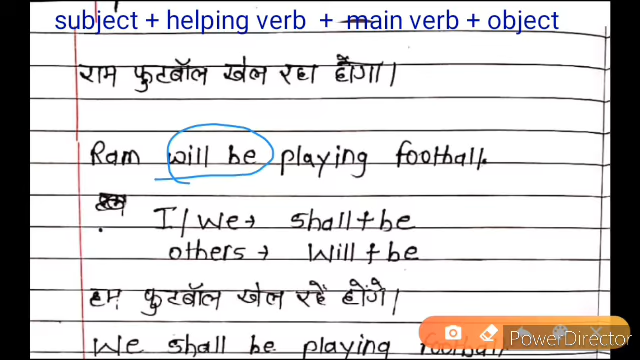 subject + helping verb + main verb + object
राम फुटबॉल खेल रहा होगा।
Ram will be playing football.
I/We → shall + be
others → Will + be
हम फुटबॉल खेल रहें होंगे।
We shall be playing football.
PowerDirector